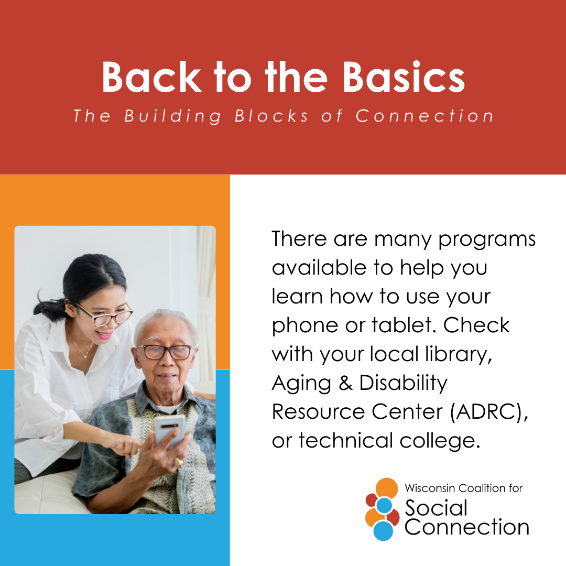 Back to the Basics
The Building Blocks of Connection
There are many programs
available to help you
learn how to use your
phone or tablet. Check
with your local library,
Aging & Disability
Resource Center (ADRC),
or technical college.
Wisconsin Coalition for
Social
Connection